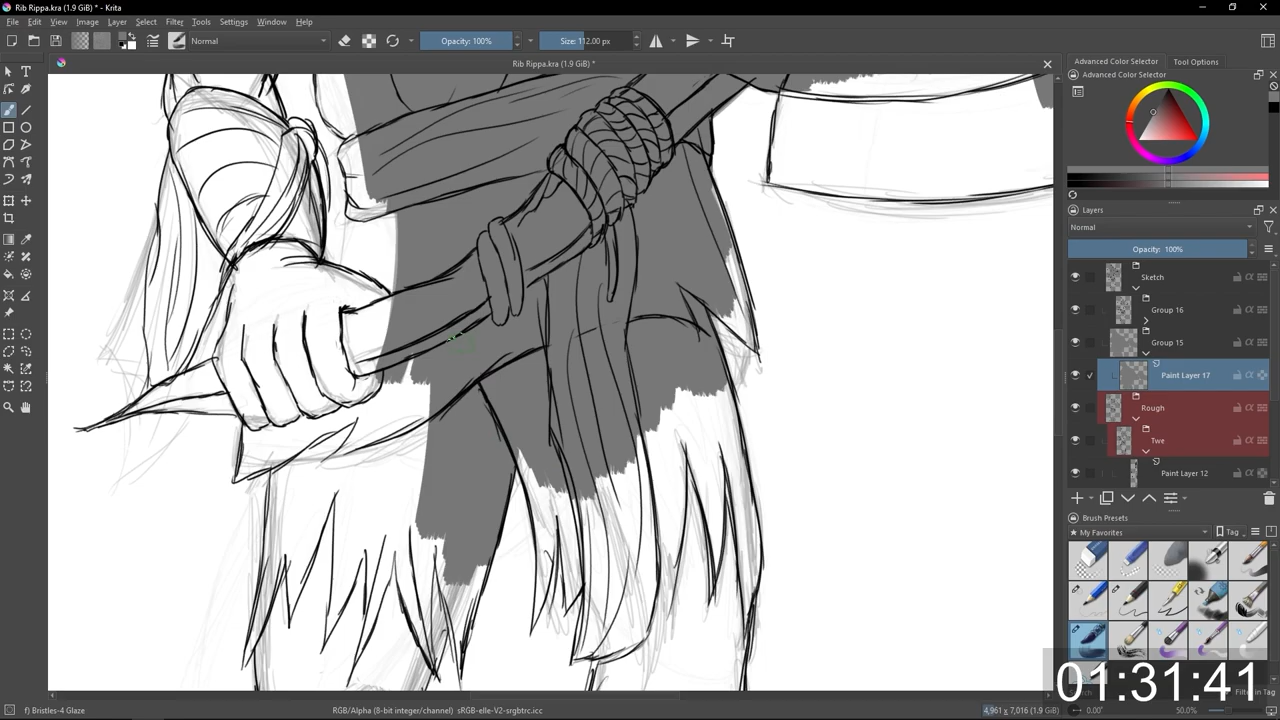 Rib Rippa.kra (1.9 GiB) * - Krita
File Edit View Image Layer Select Filter Tools Settings Window Help
Normal Opacity: 100% Size: 112.00 px
Rib Rippa.kra (1.9 GiB) *
Advanced Color Selector Tool Options
Advanced Color Selector
Layers
Normal
Opacity: 100%
Sketch
Group 16
Group 15
Paint Layer 17
Rough
Twe
Paint Layer 12
Brush Presets
★ My Favorites Tag
01:31:41
Filter in Tag
f) Bristles-4 Glaze RGB/Alpha (8-bit integer/channel) sRGB-elle-V2-srgbtrc.icc 4,961 x 7,016 (1.9 GiB) 0.00° 50.0%